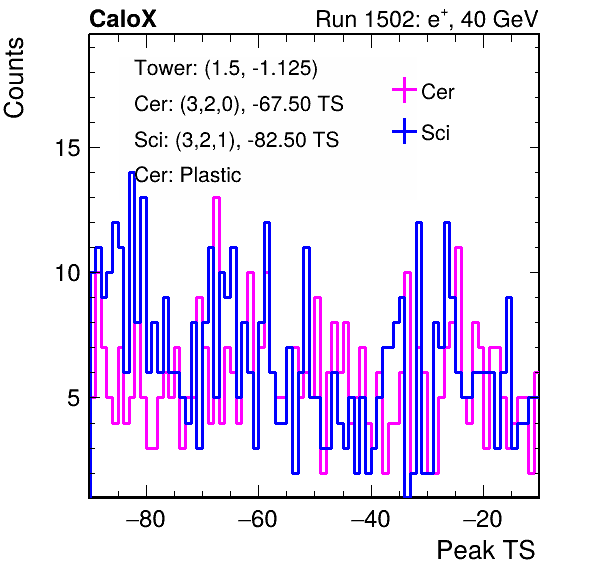 CaloX Run 1502: e+, 40 GeV
Counts
Tower: (1.5, -1.125)
Cer: (3,2,0), -67.50 TS
Sci: (3,2,1), -82.50 TS
Cer: Plastic
Cer
Sci
15
10
5
−80 −60 −40 −20
Peak TS